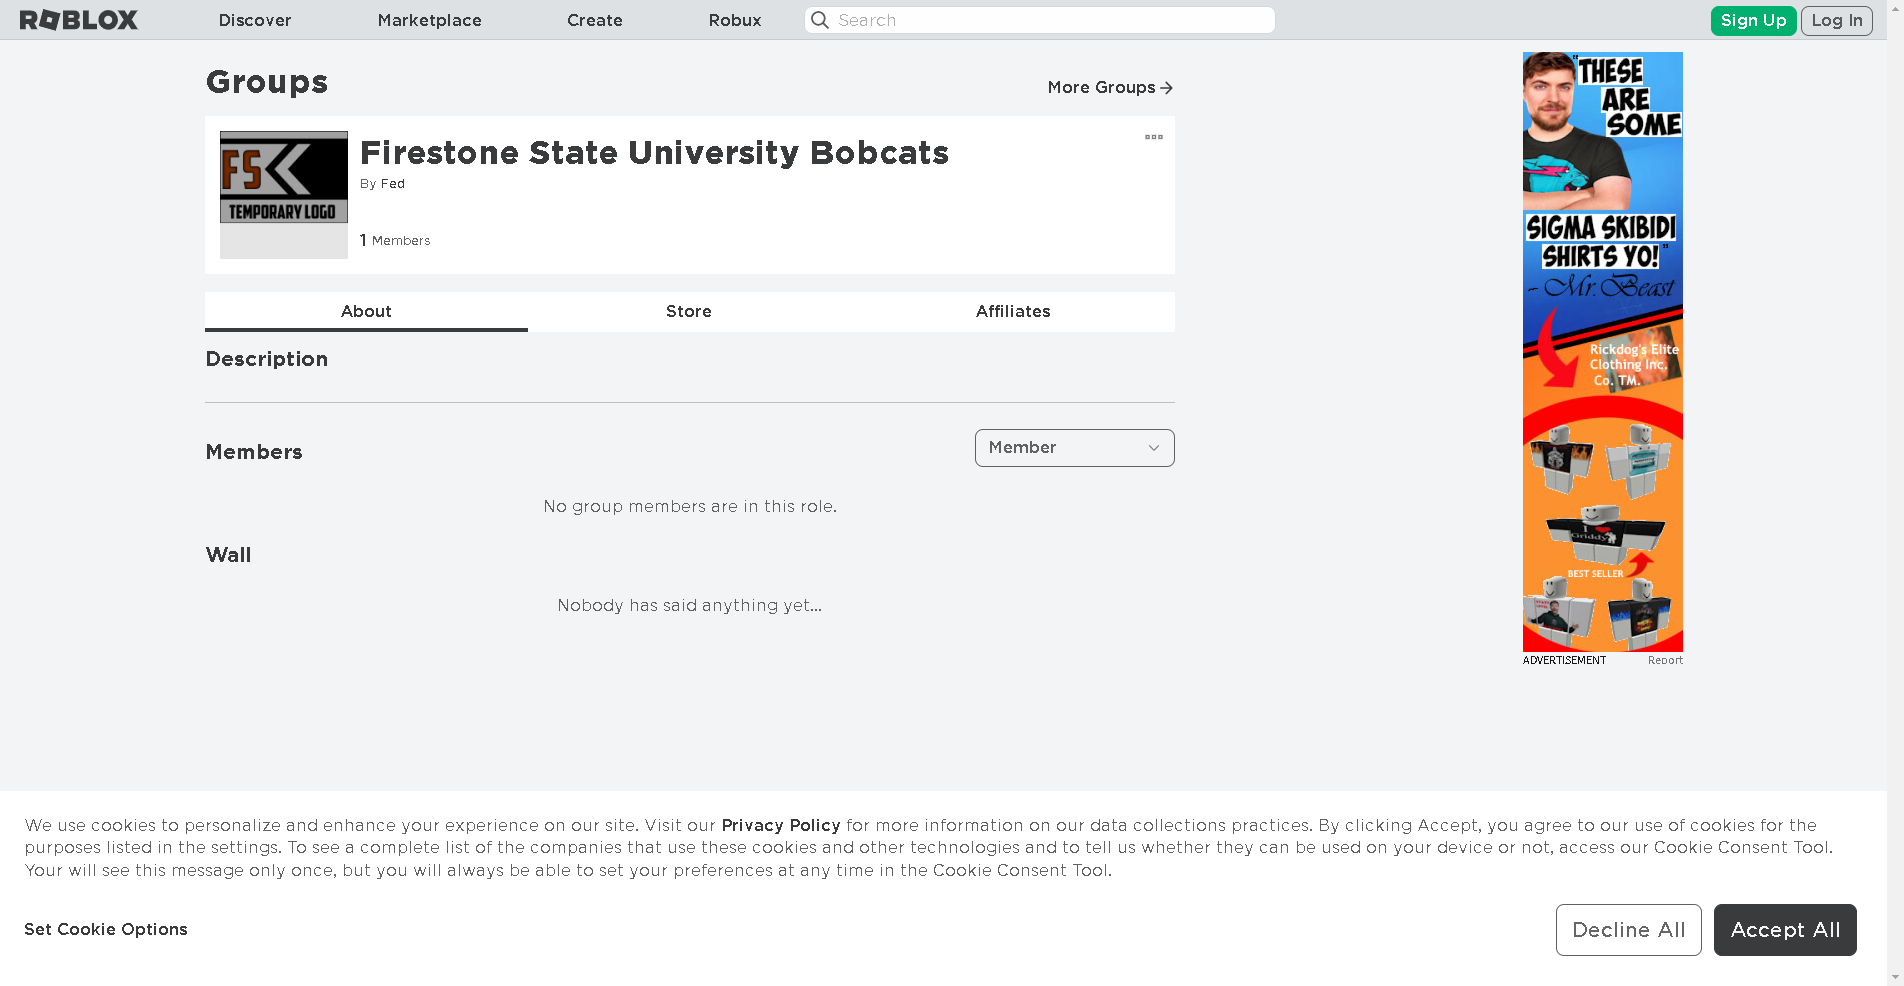 ROBLOX
Discover
Marketplace
Create
Robux
Search
Sign Up
Log In
Groups
More Groups
FS
TEMPORARY LOGO
Firestone State University Bobcats
By Fed
1 Members
About
Store
Affiliates
Description
Members
Member
No group members are in this role.
Wall
Nobody has said anything yet...
"THESE
ARE
SOME
SIGMA SKIBIDI
SHIRTS YO!"
- Mr. Beast
Rickdog's Elite
Clothing Inc.
Co. TM.
I
Griddy
BEST SELLER
ADVERTISEMENT
Report
We use cookies to personalize and enhance your experience on our site. Visit our Privacy Policy for more information on our data collections practices. By clicking Accept, you agree to our use of cookies for the
purposes listed in the settings. To see a complete list of the companies that use these cookies and other technologies and to tell us whether they can be used on your device or not, access our Cookie Consent Tool.
Your will see this message only once, but you will always be able to set your preferences at any time in the Cookie Consent Tool.
Set Cookie Options
Decline All
Accept All